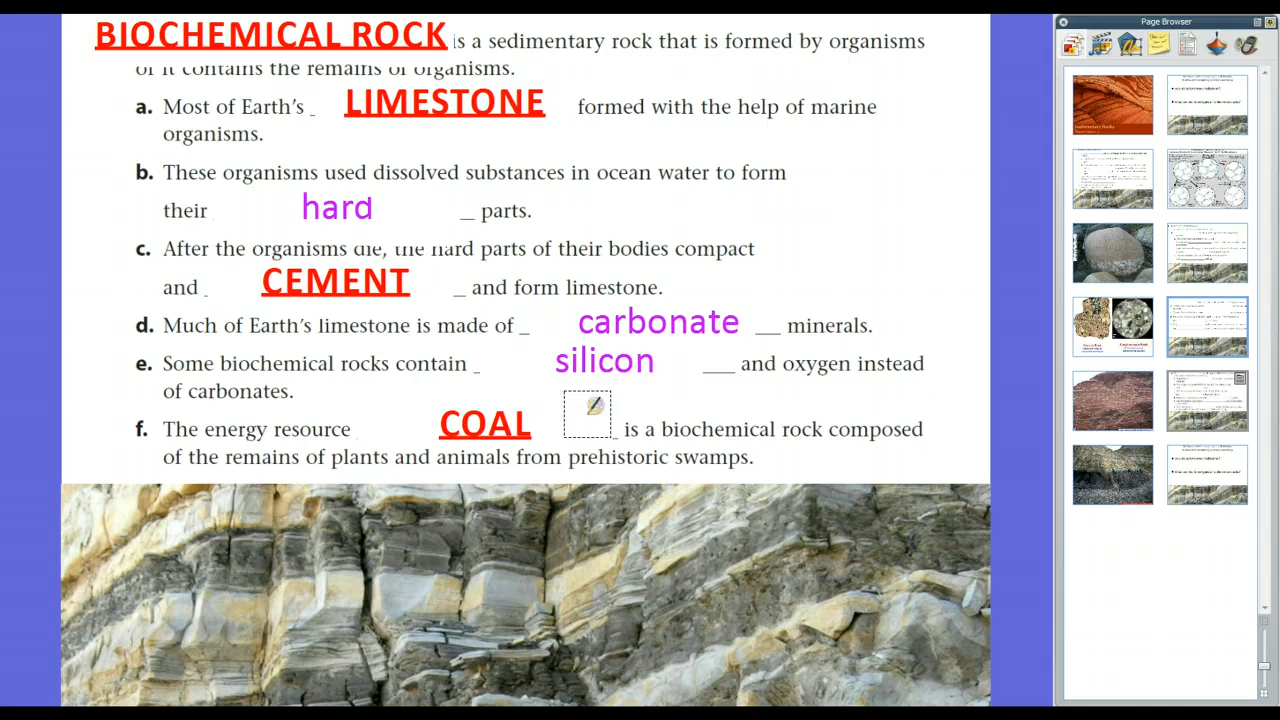 Page Browser
BIOCHEMICAL ROCK is a sedimentary rock that is formed by organisms
or it contains the remains of organisms.
a. Most of Earth's _ LIMESTONE formed with the help of marine
organisms.
b. These organisms used dissolved substances in ocean water to form
their hard __ parts.
c. After the organisms die, the hard parts of their bodies compact
and _ CEMENT _ and form limestone.
d. Much of Earth's limestone is made of _ carbonate ___ minerals.
e. Some biochemical rocks contain _ silicon ____ and oxygen instead
of carbonates.
f. The energy resource COAL _ is a biochemical rock composed
of the remains of plants and animals from prehistoric swamps.
Sedimentary Rocks